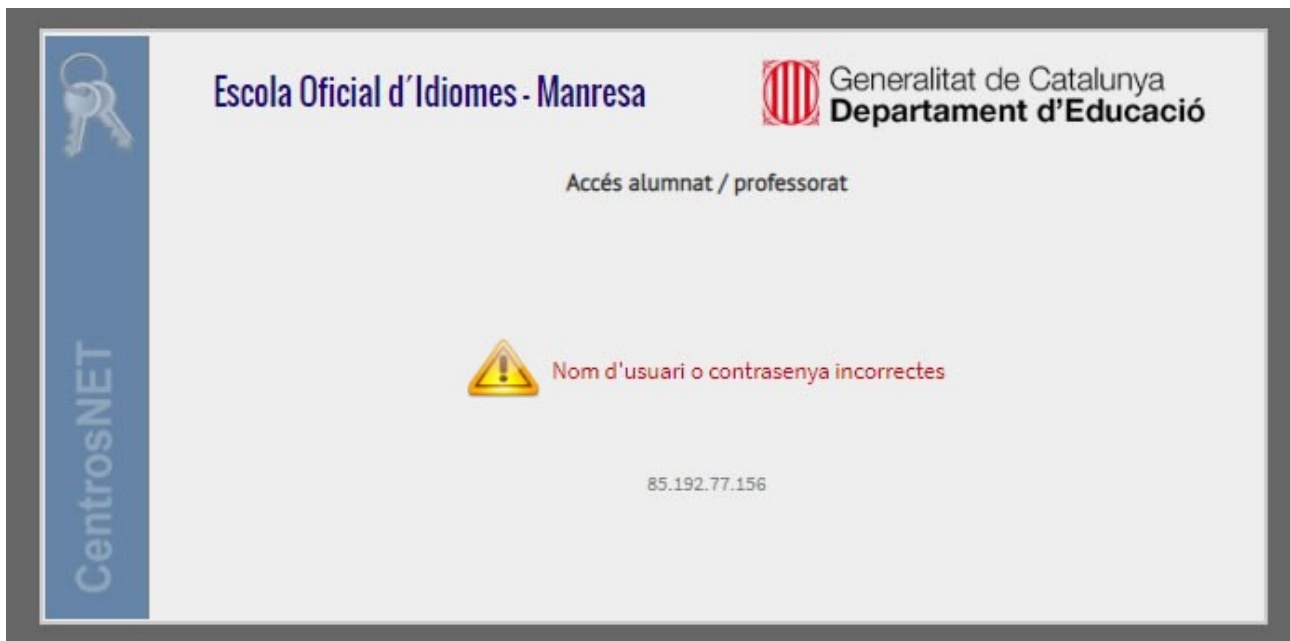 Escola Oficial d´Idiomes - Manresa
Generalitat de Catalunya
Departament d'Educació
Accés alumnat / professorat
Nom d'usuari o contrasenya incorrectes
85.192.77.156
CentrosNET